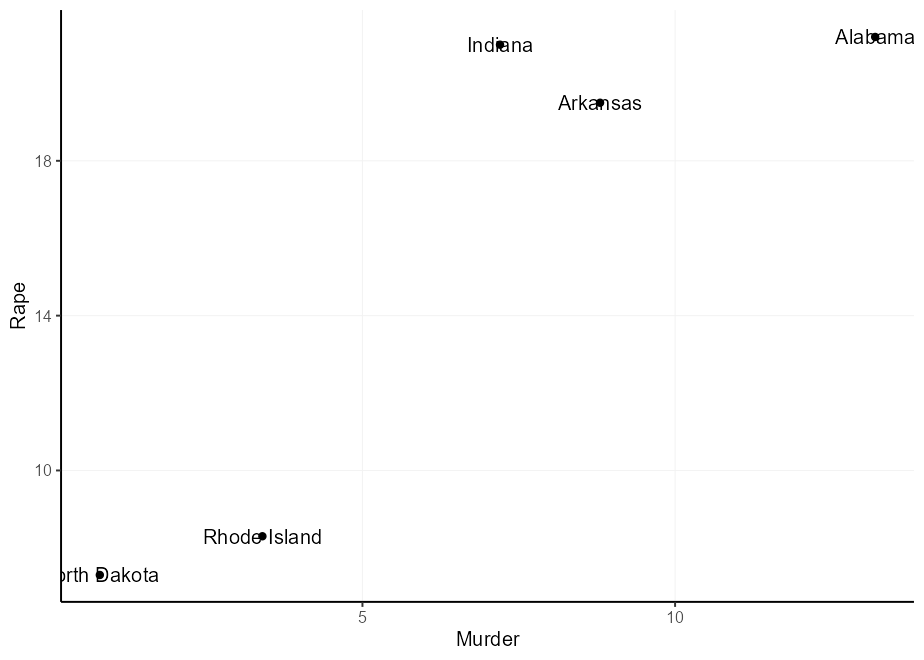 Indiana
Alabama
Arkansas
18
14
10
Rhode Island
orth Dakota
5
10
Murder
Rape